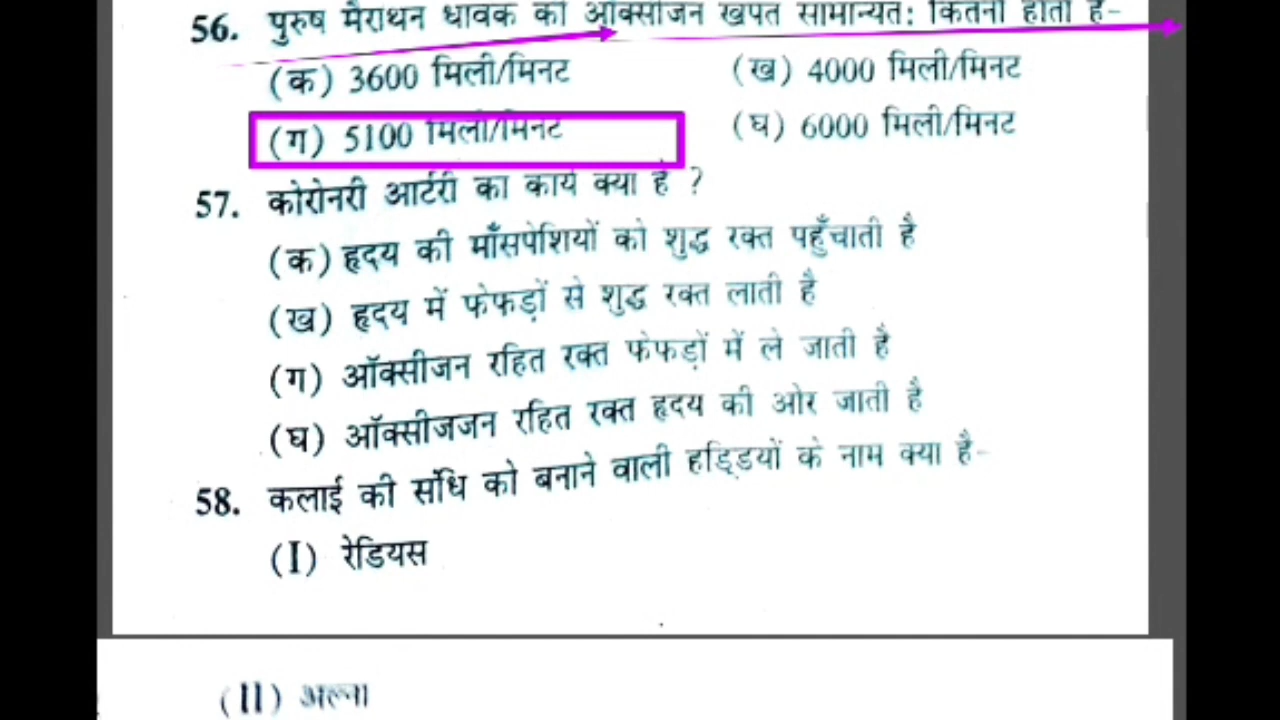 56. पुरुष मैराथन धावक की ऑक्सीजन खपत सामान्यत: कितनी होती है-
(क) 3600 मिली/मिनट (ख) 4000 मिली/मिनट
(ग) 5100 मिली/मिनट (घ) 6000 मिली/मिनट
57. कोरोनरी आर्टरी का कार्य क्या है ?
(क) हृदय की माँसपेशियों को शुद्ध रक्त पहुँचाती है
(ख) हृदय में फेफड़ों से शुद्ध रक्त लाती है
(ग) ऑक्सीजन रहित रक्त फेफड़ों में ले जाती है
(घ) ऑक्सीजजन रहित रक्त हृदय की ओर जाती है
58. कलाई की संधि को बनाने वाली हड्डियों के नाम क्या है-
(I) रेडियस
(II) अल्ना